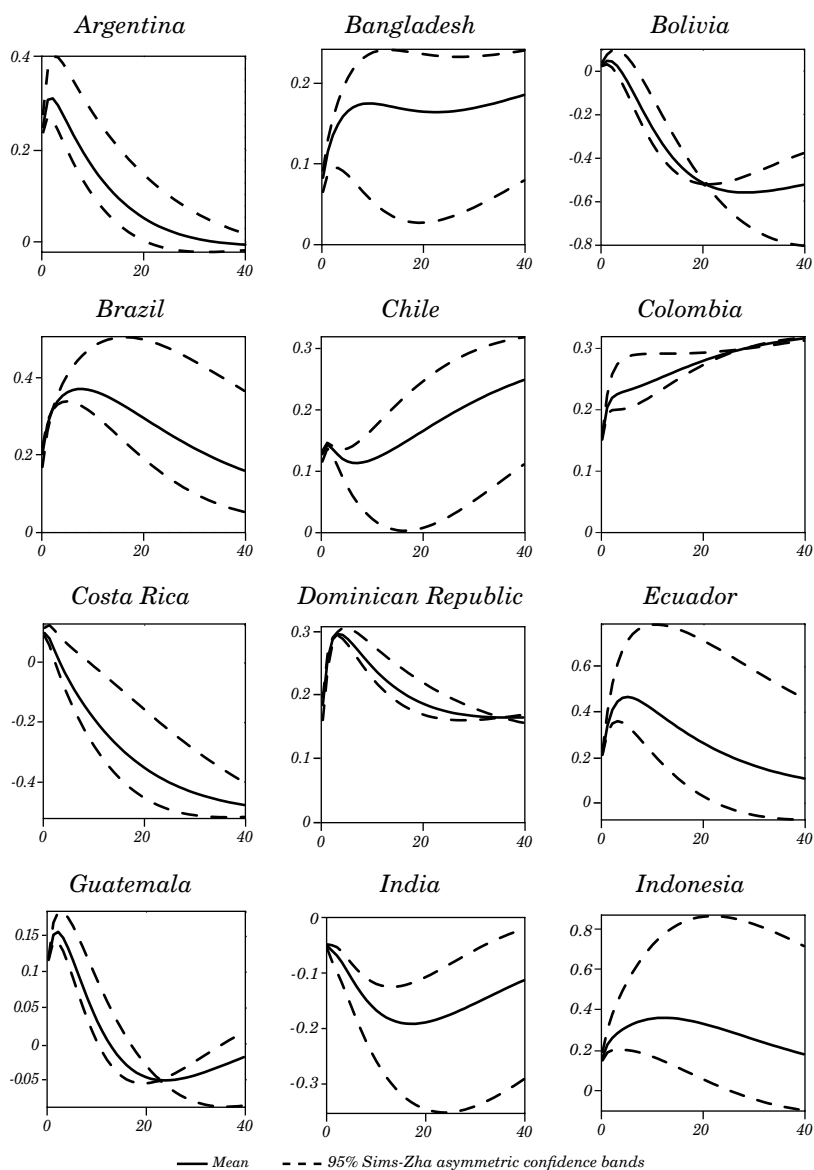 Argentina Bangladesh Bolivia
0.4
0.2
0
0 20 40
0.2
0.1
0
0 20 40
0
-0.2
-0.4
-0.6
-0.8
0 20 40
Brazil Chile Colombia
0.4
0.2
0
0 20 40
0.3
0.2
0.1
0
0 20 40
0.3
0.2
0.1
0
0 20 40
Costa Rica Dominican Republic Ecuador
0
-0.2
-0.4
0 20 40
0.3
0.2
0.1
0
0 20 40
0.6
0.4
0.2
0
0 20 40
Guatemala India Indonesia
0.15
0.1
0.05
0
-0.05
0 20 40
0
-0.1
-0.2
-0.3
0 20 40
0.8
0.6
0.4
0.2
0
0 20 40
Mean 95% Sims-Zha asymmetric confidence bands